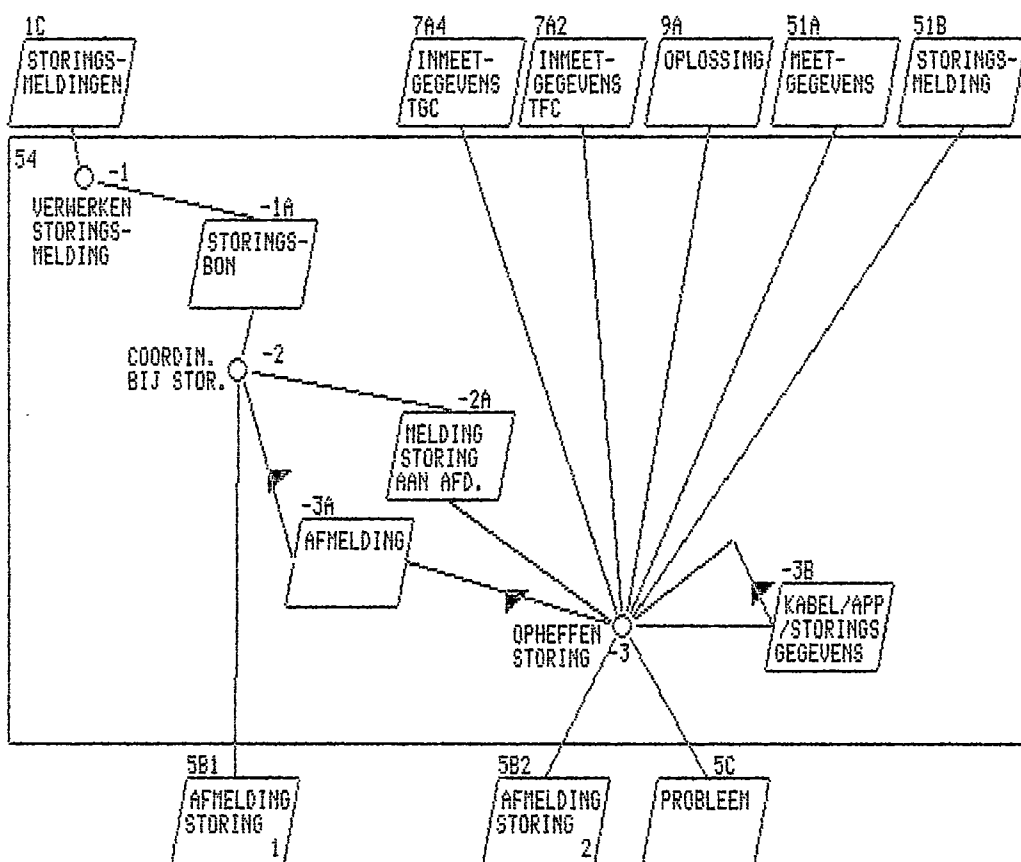 1C
STORINGS-
MELDINGEN
7A4
INMEET-
GEGEVENS
TGC
7A2
INMEET-
GEGEVENS
TFC
9A
OPLOSSING
51A
MEET-
GEGEVENS
51B
STORINGS-
MELDING
54
-1
VERWERKEN
STORINGS-
MELDING
-1A
STORINGS-
BON
COORDIN.
BIJ STOR.
-2
-2A
MELDING
STORING
AAN AFD.
-3A
AFMELDING
-3B
KABEL/APP
/STORINGS
GEGEVENS
OPHEFFEN
STORING
-3
5B1
AFMELDING
STORING
1
5B2
AFMELDING
STORING
2
5C
PROBLEEM